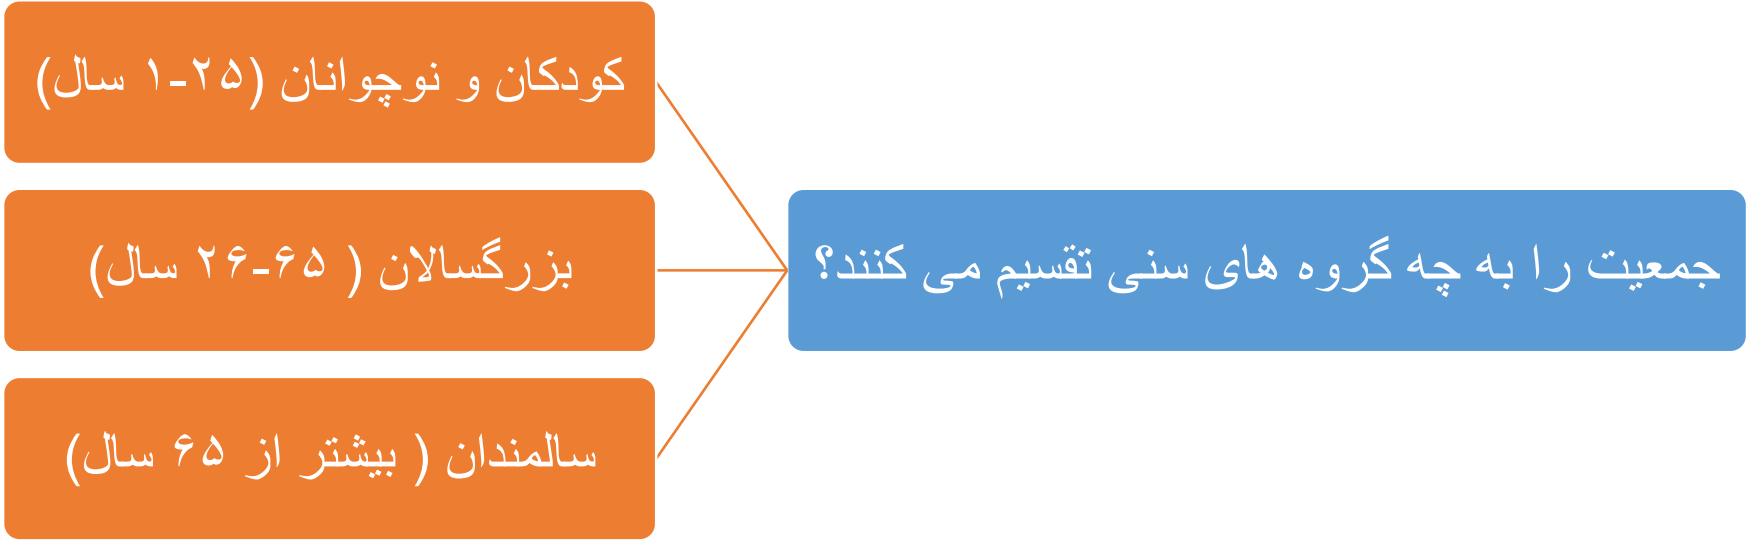 جمعیت را به چه گروه های سنی تقسیم می کنند؟
کودکان و نوچوانان (۱-۲۵ سال)
بزرگسالان ( ۲۶-۶۵ سال)
سالمندان ( بیشتر از ۶۵ سال)